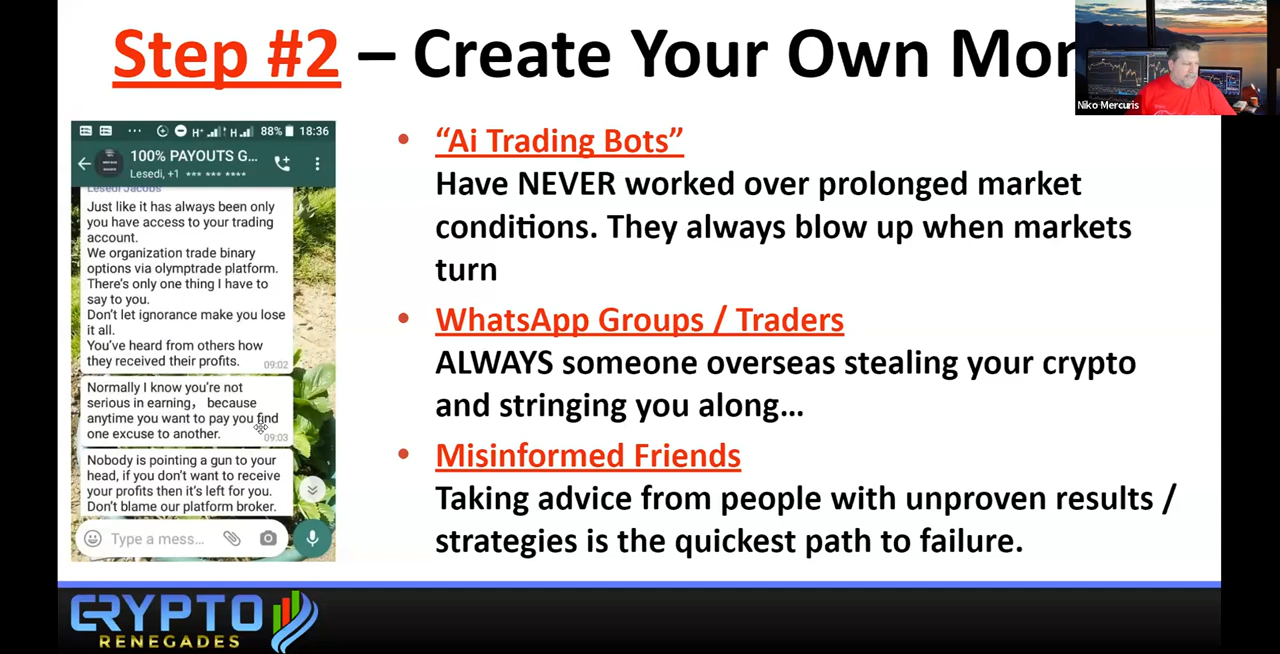 Step #2 – Create Your Own Mo
Niko Mercuris
88% 18:36
100% PAYOUTS G...
Lesedi, +1 *** *** ****
Lesedi Jacobs
Just like it has always been only
you have access to your trading
account.
We organization trade binary
options via olymptrade platform.
There's only one thing I have to
say to you.
Don't let ignorance make you lose
it all.
You've heard from others how
they received their profits. 09:02
Normally I know you're not
serious in earning, because
anytime you want to pay you find
one excuse to another. 09:03
Nobody is pointing a gun to your
head, if you don't want to receive
your profits then it's left for you.
Don't blame our platform broker.
Type a mess...
• "Ai Trading Bots"
Have NEVER worked over prolonged market
conditions. They always blow up when markets
turn
• WhatsApp Groups / Traders
ALWAYS someone overseas stealing your crypto
and stringing you along...
• Misinformed Friends
Taking advice from people with unproven results /
strategies is the quickest path to failure.
CRYPTO
RENEGADES